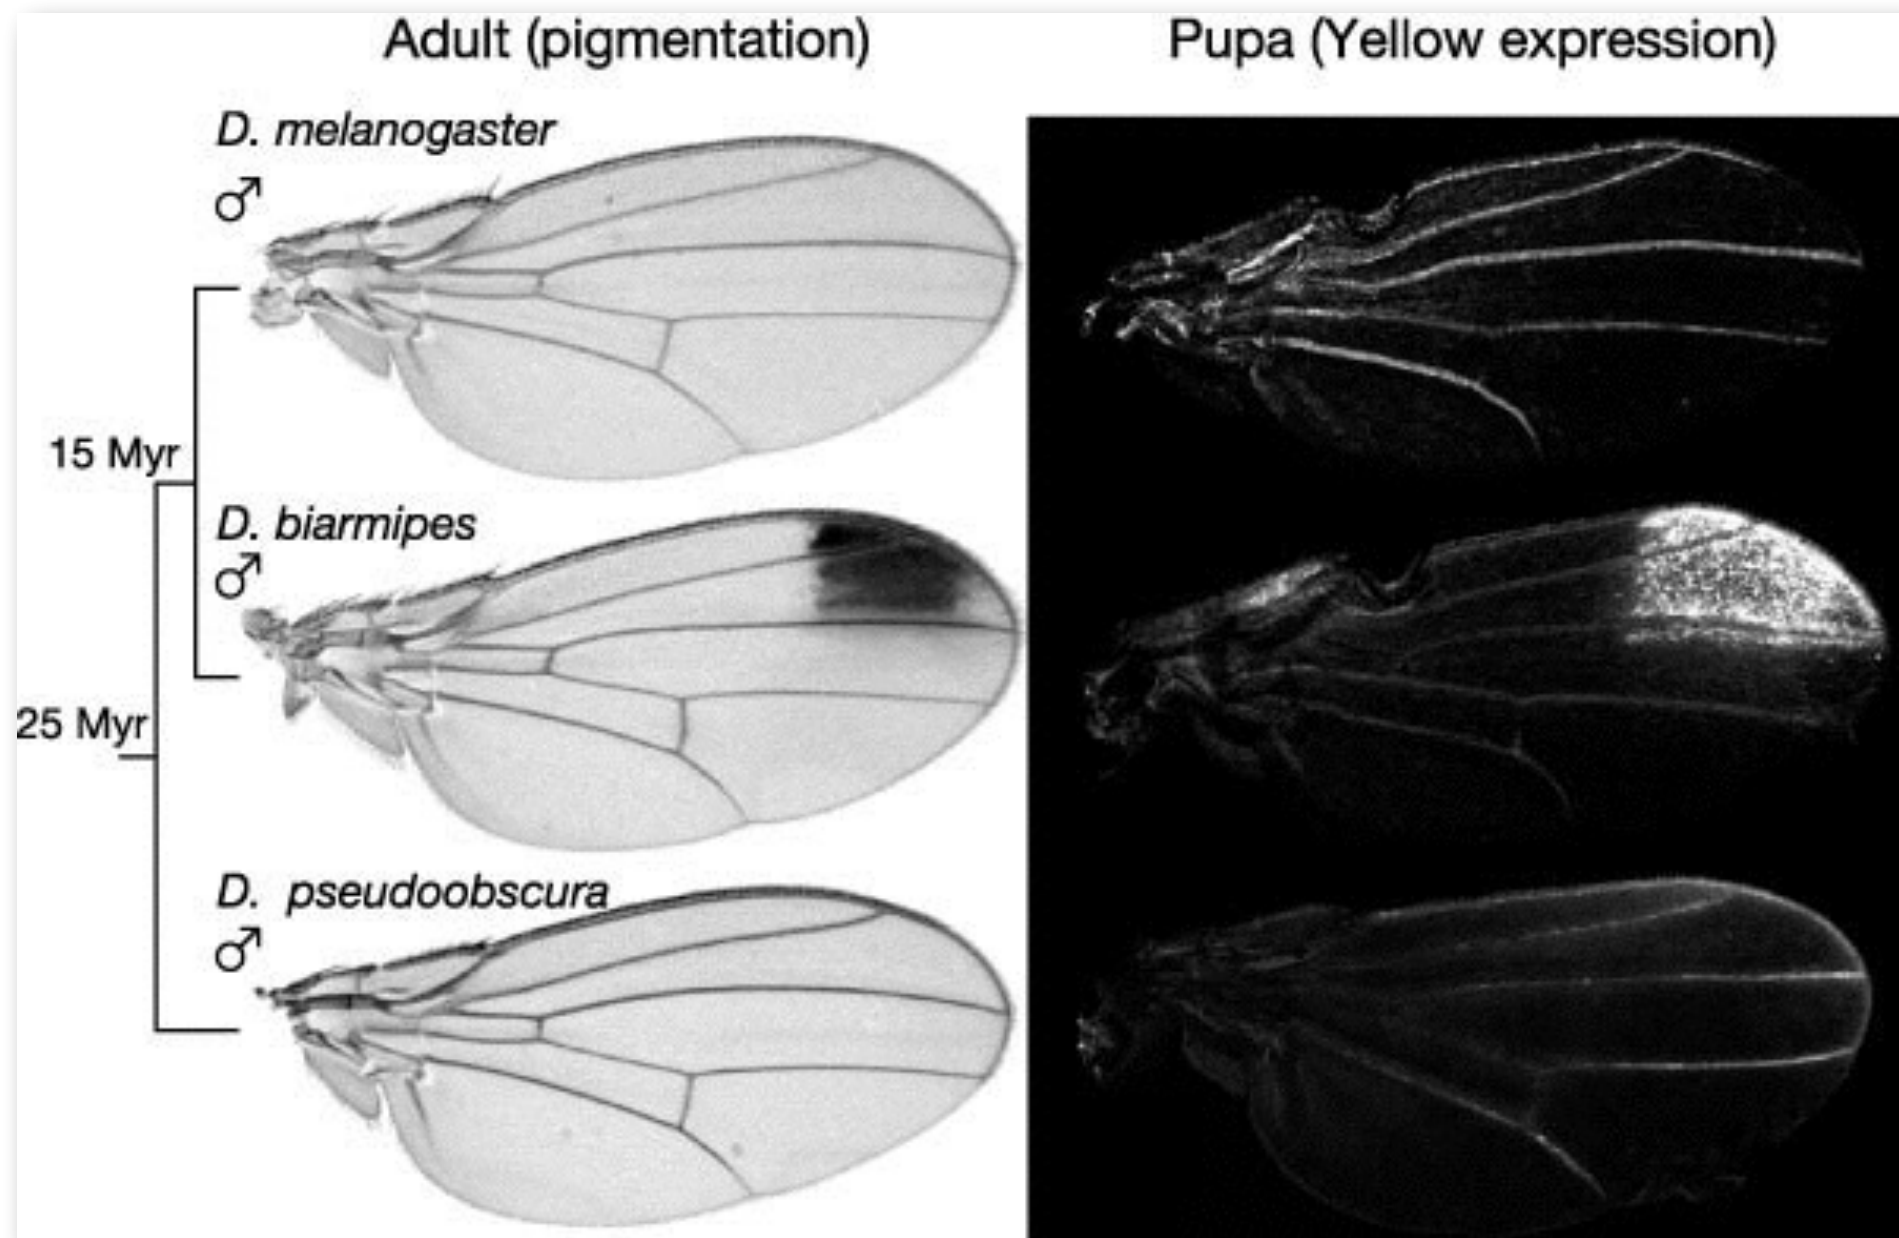 Adult (pigmentation)
Pupa (Yellow expression)
D. melanogaster
♂
15 Myr
D. biarmipes
♂
25 Myr
D. pseudoobscura
♂